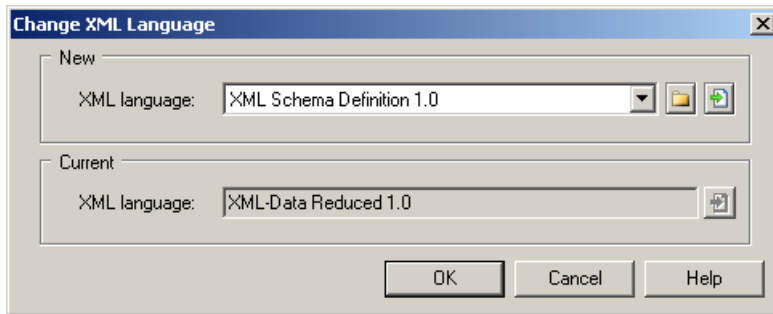 Change XML Language
New
XML language: XML Schema Definition 1.0
Current
XML language: XML-Data Reduced 1.0
OK Cancel Help